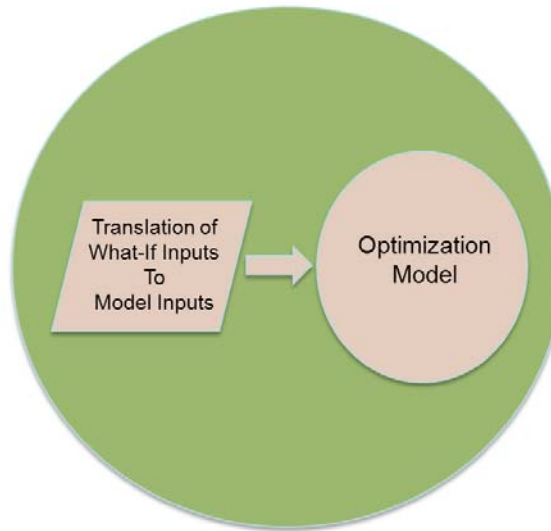 Translation of
What-If Inputs
To
Model Inputs
Optimization
Model